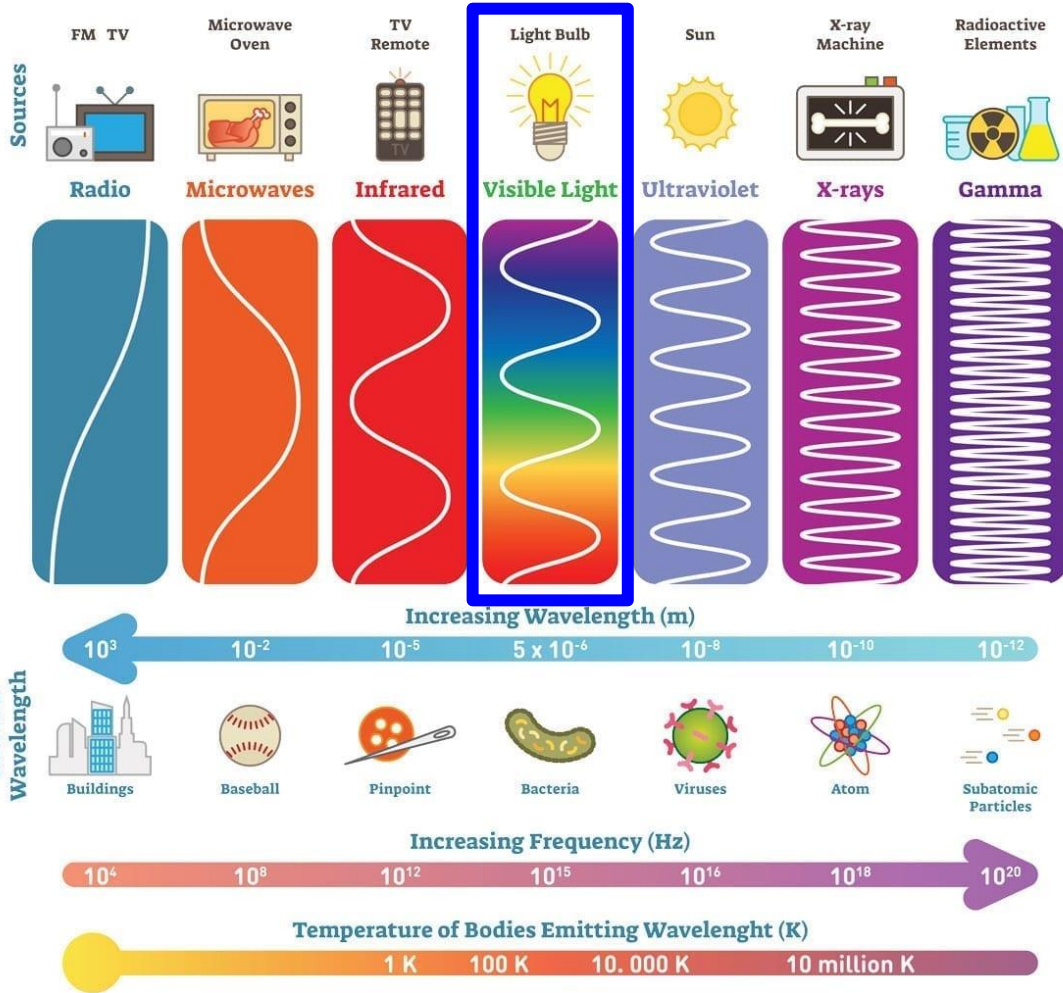 FM TV
Microwave
Oven
TV
Remote
Light Bulb
Sun
X-ray
Machine
Radioactive
Elements
Sources
TV
Radio
Microwaves
Infrared
Visible Light
Ultraviolet
X-rays
Gamma
Increasing Wavelength (m)
10³ 10⁻² 10⁻⁵ 5 x 10⁻⁶ 10⁻⁸ 10⁻¹⁰ 10⁻¹²
Wavelength
Buildings
Baseball
Pinpoint
Bacteria
Viruses
Atom
Subatomic
Particles
Increasing Frequency (Hz)
10⁴ 10⁸ 10¹² 10¹⁵ 10¹⁶ 10¹⁸ 10²⁰
Temperature of Bodies Emitting Wavelenght (K)
1 K 100 K 10. 000 K 10 million K